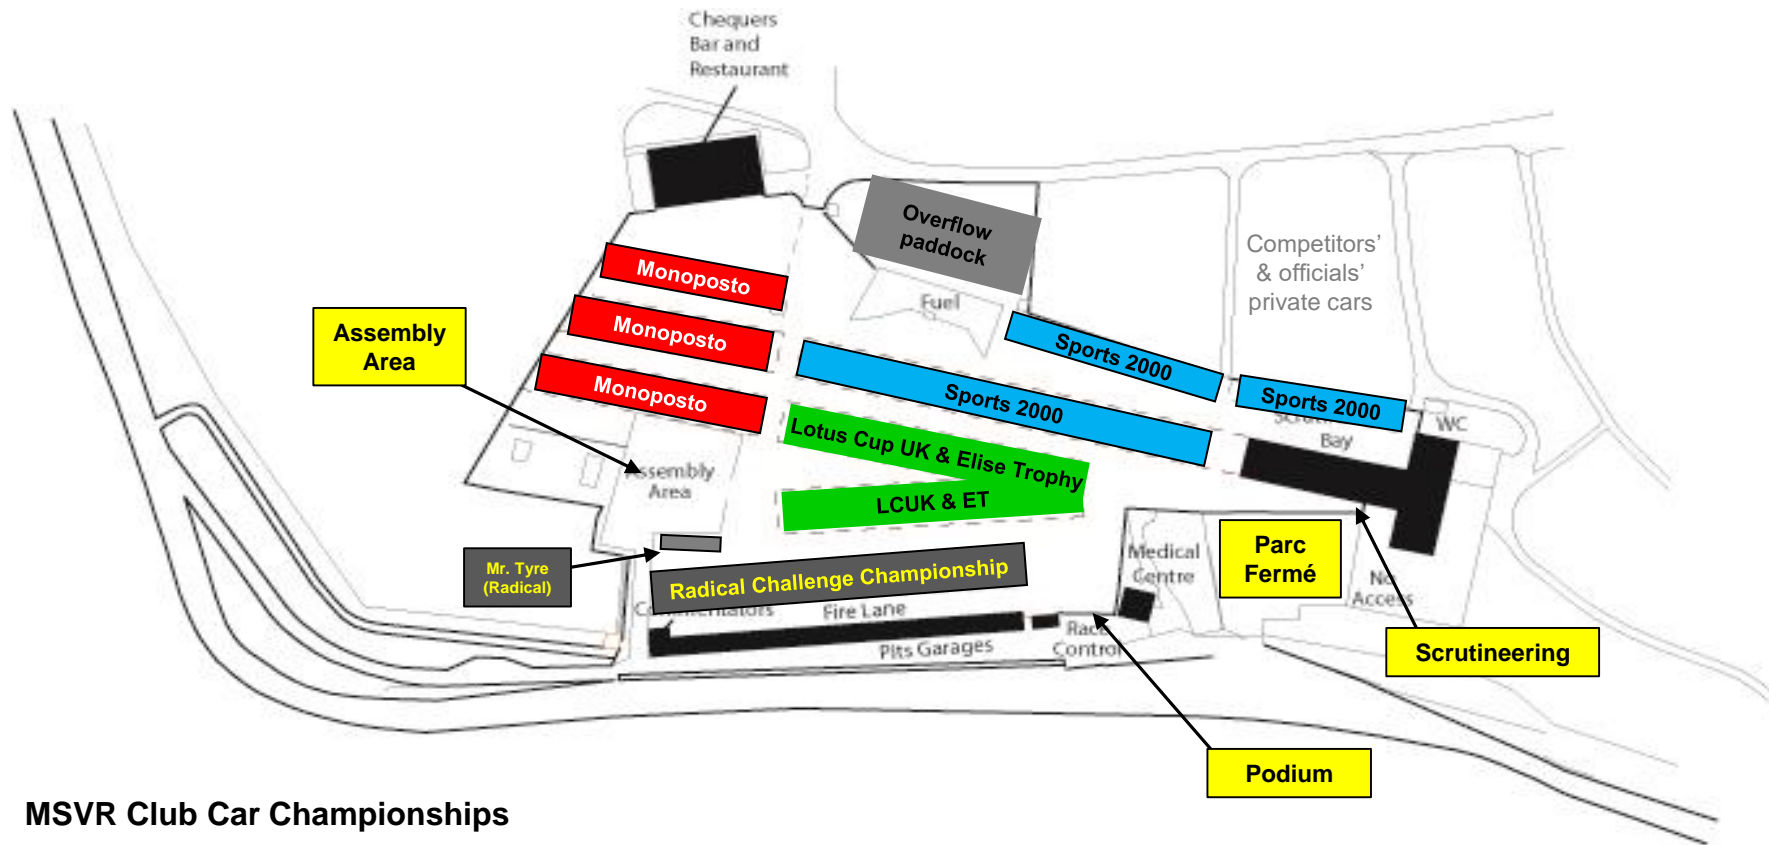 Chequers
Bar and
Restaurant
Overflow
paddock
Competitors’
& officials’
private cars
Monoposto
Fuel
Monoposto
Assembly
Area
Sports 2000
Monoposto
Sports 2000
Sports 2000
Bay
WC
Lotus Cup UK & Elise Trophy
Assembly
Area
LCUK & ET
Mr. Tyre
(Radical)
Radical Challenge Championship
Medical
Centre
Parc
Fermé
No
Access
Commentators
Fire Lane
Pits Garages
Race
Control
Scrutineering
Podium
MSVR Club Car Championships